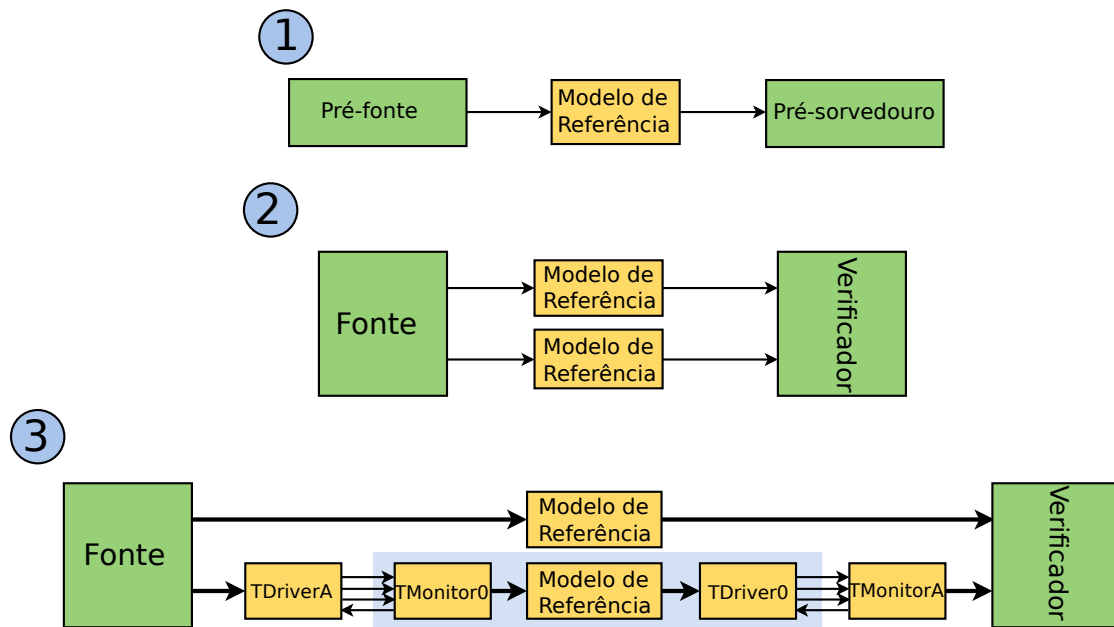 1
Pré-fonte
Modelo de
Referência
Pré-sorvedouro
2
Fonte
Modelo de
Referência
Modelo de
Referência
Verificador
3
Fonte
Modelo de
Referência
TDriverA
TMonitor0
Modelo de
Referência
TDriver0
TMonitorA
Verificador